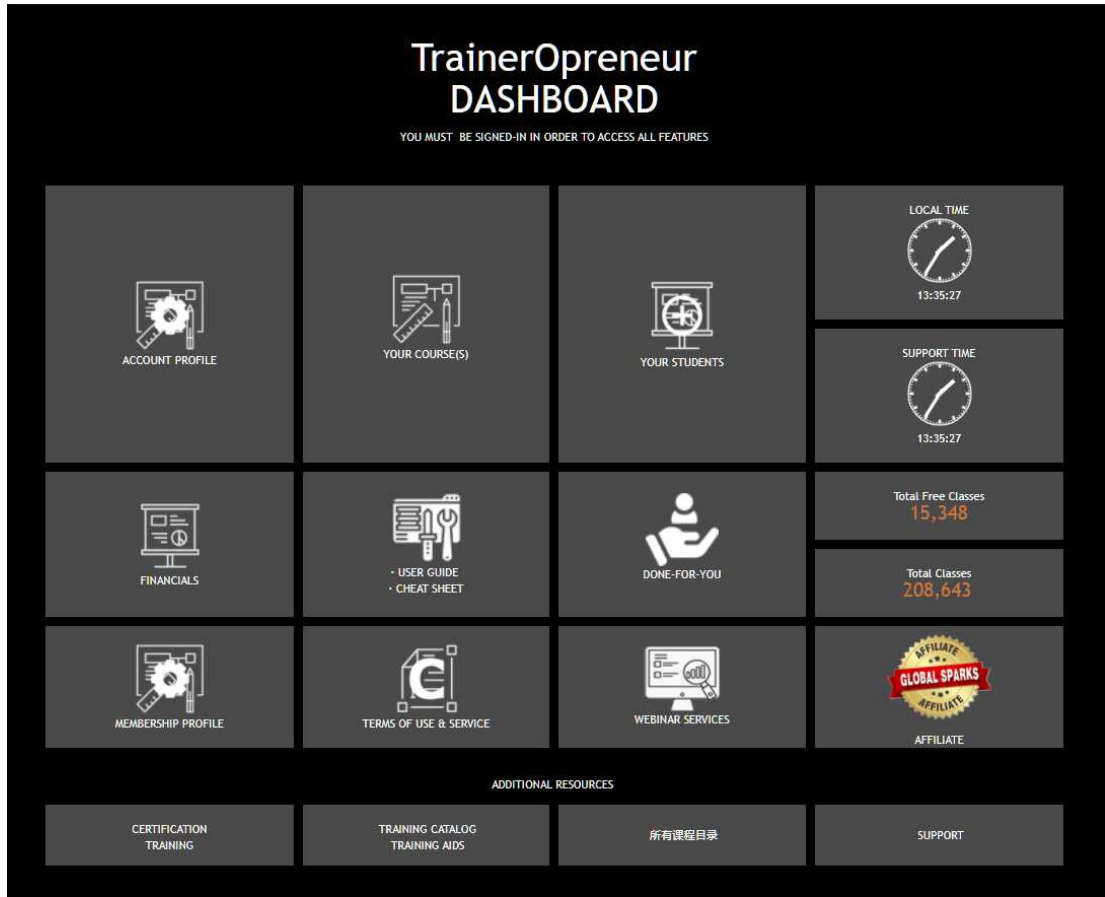 TrainerOpreneur
DASHBOARD
YOU MUST BE SIGNED-IN IN ORDER TO ACCESS ALL FEATURES
ACCOUNT PROFILE
YOUR COURSE(S)
YOUR STUDENTS
LOCAL TIME
13:35:27
SUPPORT TIME
13:35:27
FINANCIALS
· USER GUIDE
· CHEAT SHEET
DONE-FOR-YOU
Total Free Classes
15,348
Total Classes
208,643
MEMBERSHIP PROFILE
C
TERMS OF USE & SERVICE
WEBINAR SERVICES
AFFILIATE
GLOBAL SPARKS
AFFILIATE
AFFILIATE
ADDITIONAL RESOURCES
CERTIFICATION
TRAINING
TRAINING CATALOG
TRAINING AIDS
所有课程目录
SUPPORT